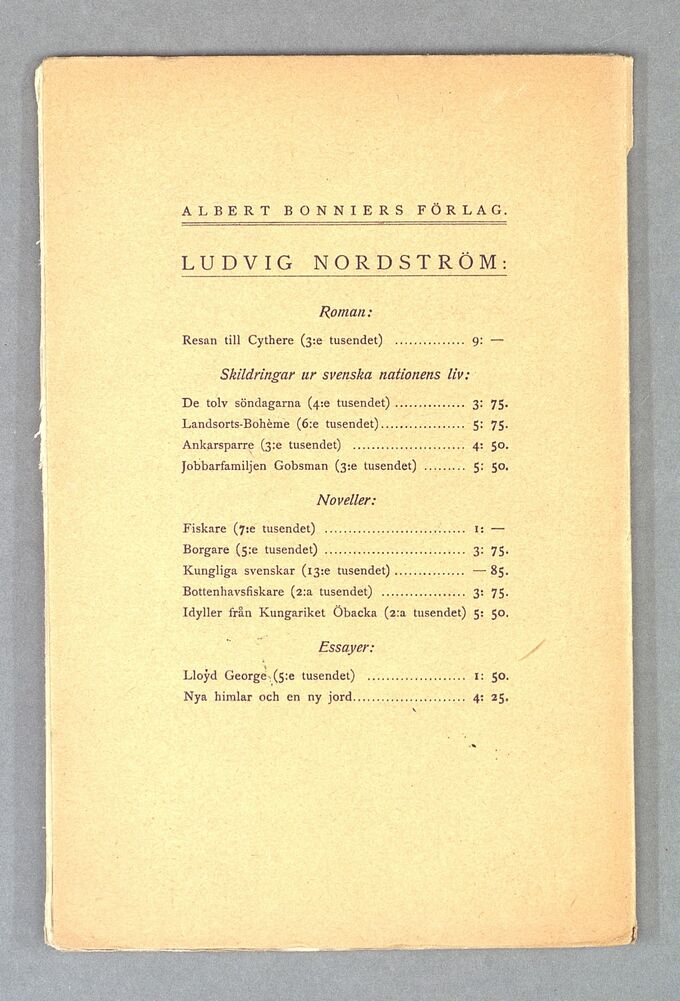 ALBERT BONNIERS FÖRLAG.
LUDVIG NORDSTRÖM:
Roman:
Resan till Cythere (3:e tusendet) ............... 9: —
Skildringar ur svenska nationens liv:
De tolv söndagarna (4:e tusendet) ............... 3: 75.
Landsorts-Bohème (6:e tusendet).................. 5: 75.
Ankarsparre (3:e tusendet) ........................ 4: 50.
Jobbarfamiljen Gobsman (3:e tusendet) ......... 5: 50.
Noveller:
Fiskare (7:e tusendet) .............................. 1: —
Borgare (5:e tusendet) .............................. 3: 75.
Kungliga svenskar (13:e tusendet) ............... — 85.
Bottenhavsfiskare (2:a tusendet) .................. 3: 75.
Idyller från Kungariket Öbacka (2:a tusendet) 5: 50.
Essayer:
Lloyd George (5:e tusendet) ..................... 1: 50.
Nya himlar och en ny jord........................ 4: 25.